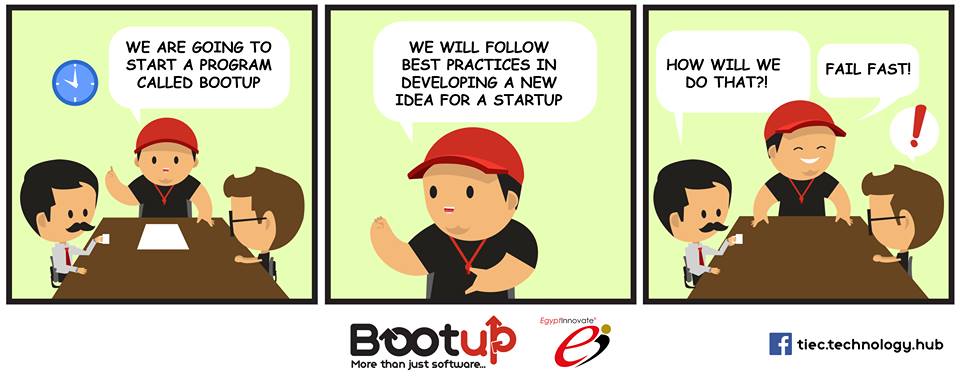 WE ARE GOING TO
START A PROGRAM
CALLED BOOTUP
WE WILL FOLLOW
BEST PRACTICES IN
DEVELOPING A NEW
IDEA FOR A STARTUP
HOW WILL WE
DO THAT?!
FAIL FAST!
!
Bootup
More than just software...
EgyptInnovate
ei
f tiec.technology.hub